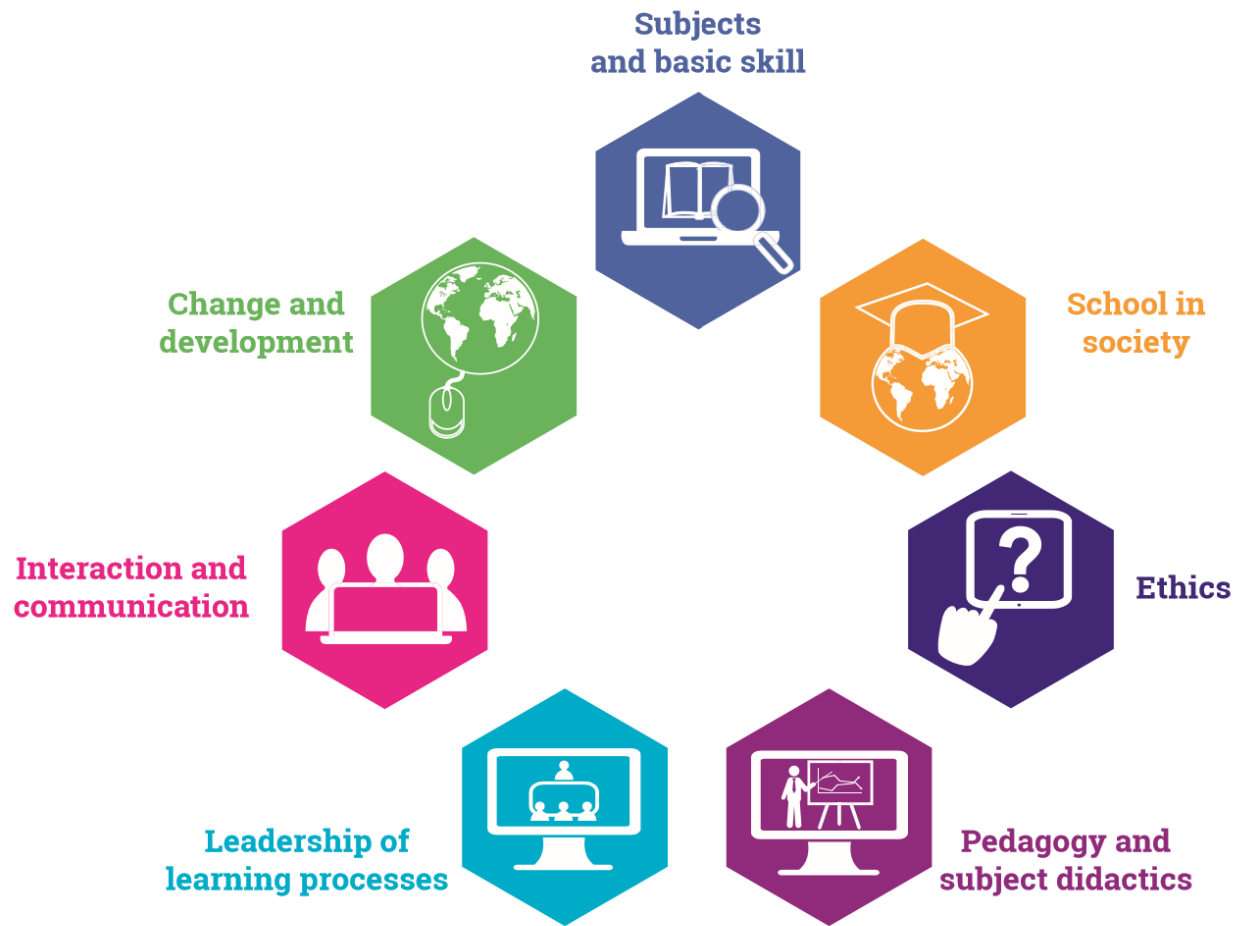 Subjects
and basic skill
Change and
development
School in
society
Interaction and
communication
Ethics
Leadership of
learning processes
Pedagogy and
subject didactics
?